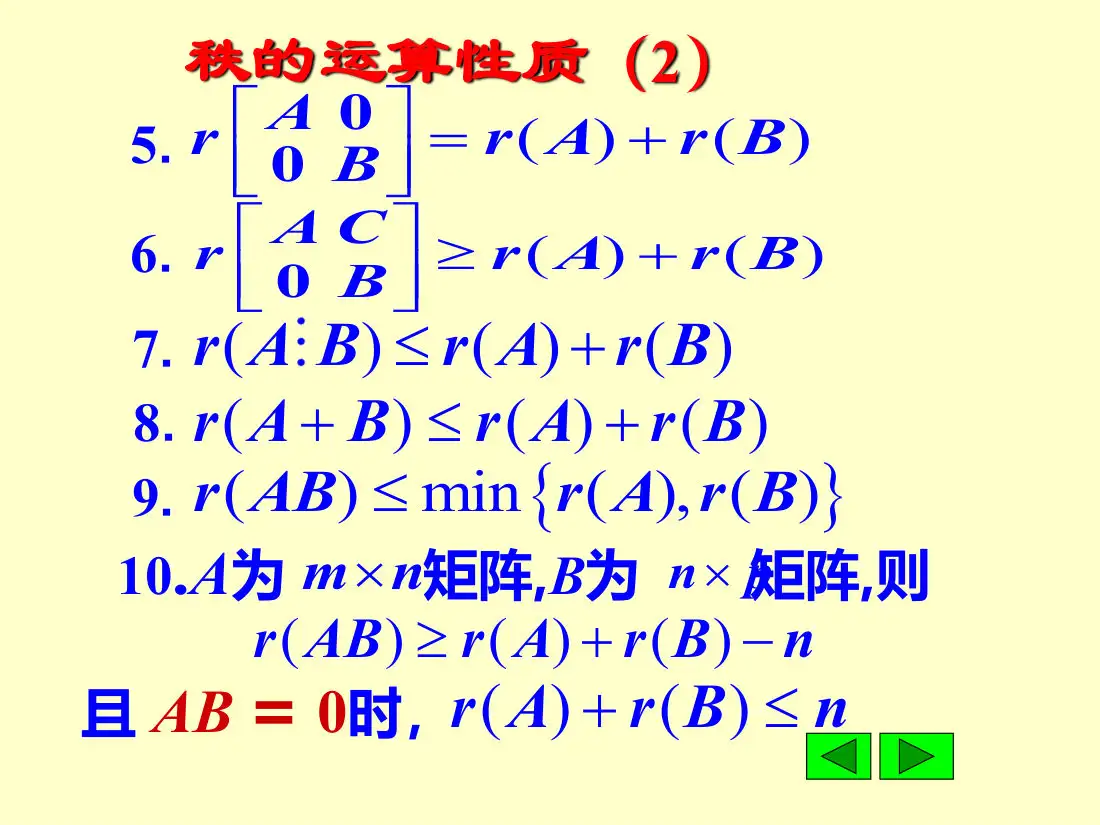 秩的运算性质（2）
5. r[A 0
0 B] = r(A) + r(B)
6. r[A C
0 B] ≥ r(A) + r(B)
7. r(A⋮B) ≤ r(A) + r(B)
8. r(A + B) ≤ r(A) + r(B)
9. r(AB) ≤ min{r(A), r(B)}
10.A为 m×n矩阵,B为 n×p矩阵,则
r(AB) ≥ r(A) + r(B) − n
且 AB = 0时，r(A) + r(B) ≤ n